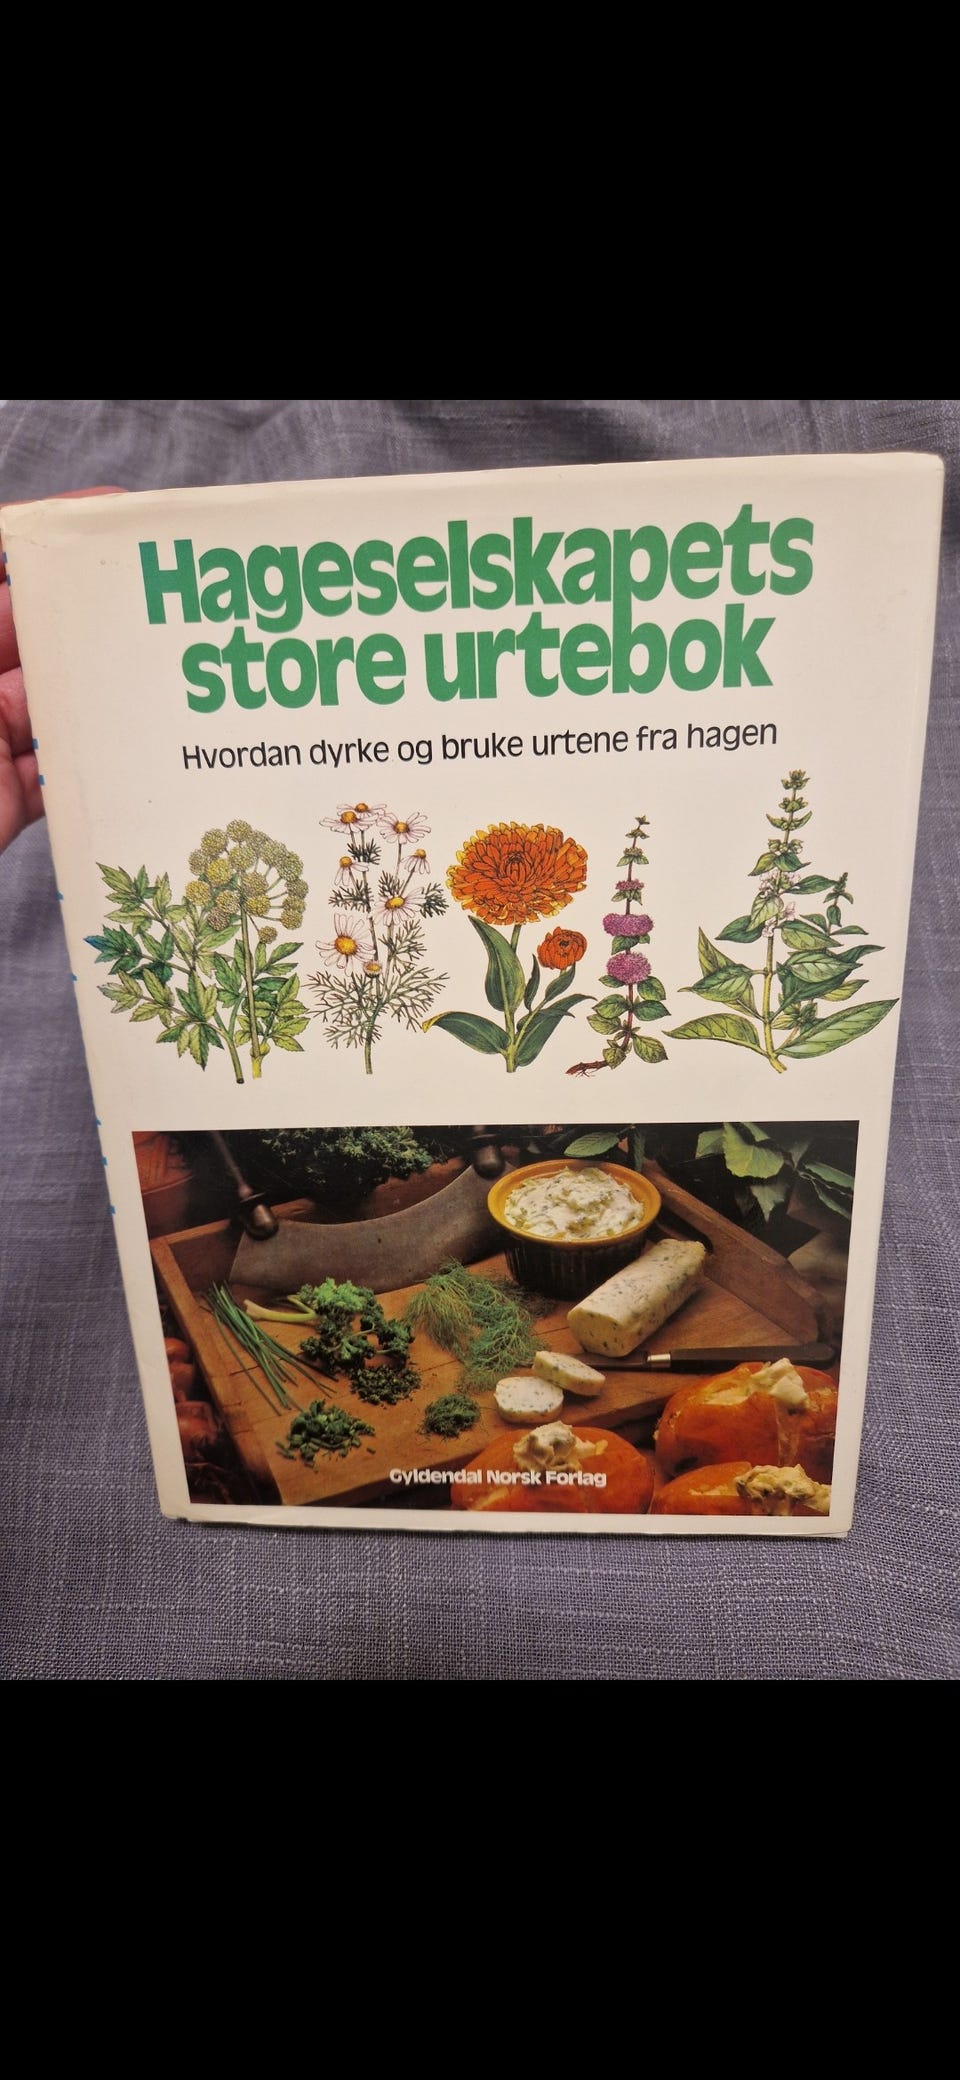 Hageselskapets
store urtebok
Hvordan dyrke og bruke urtene fra hagen
Gyldendal Norsk Forlag